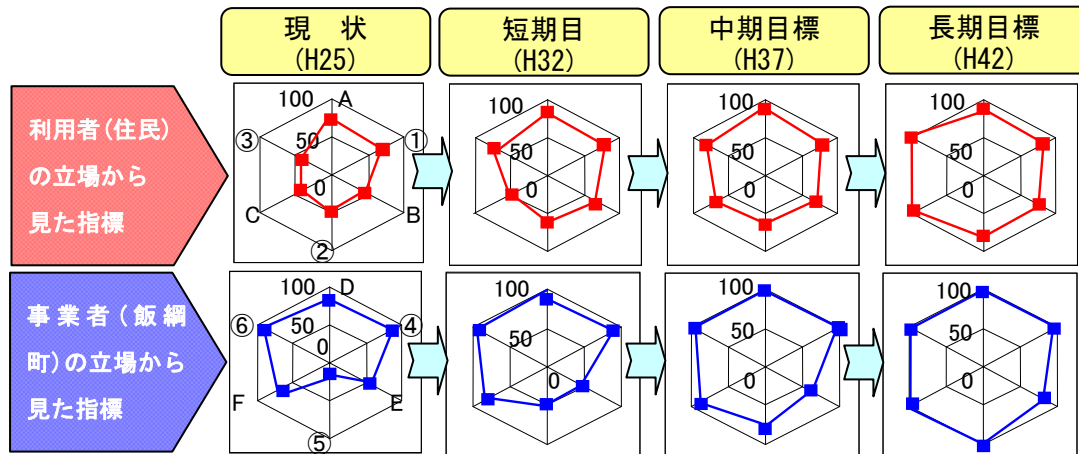 現　状
(H25)
短期目
(H32)
中期目標
(H37)
長期目標
(H42)
利用者(住民)
の立場から
見た指標
100
A
③
50
①
0
C
B
②
100
50
0
100
50
0
100
50
0
事業者(飯綱
町)の立場から
見た指標
100
D
⑥
50
④
0
F
E
⑤
100
50
0
100
50
0
100
50
0